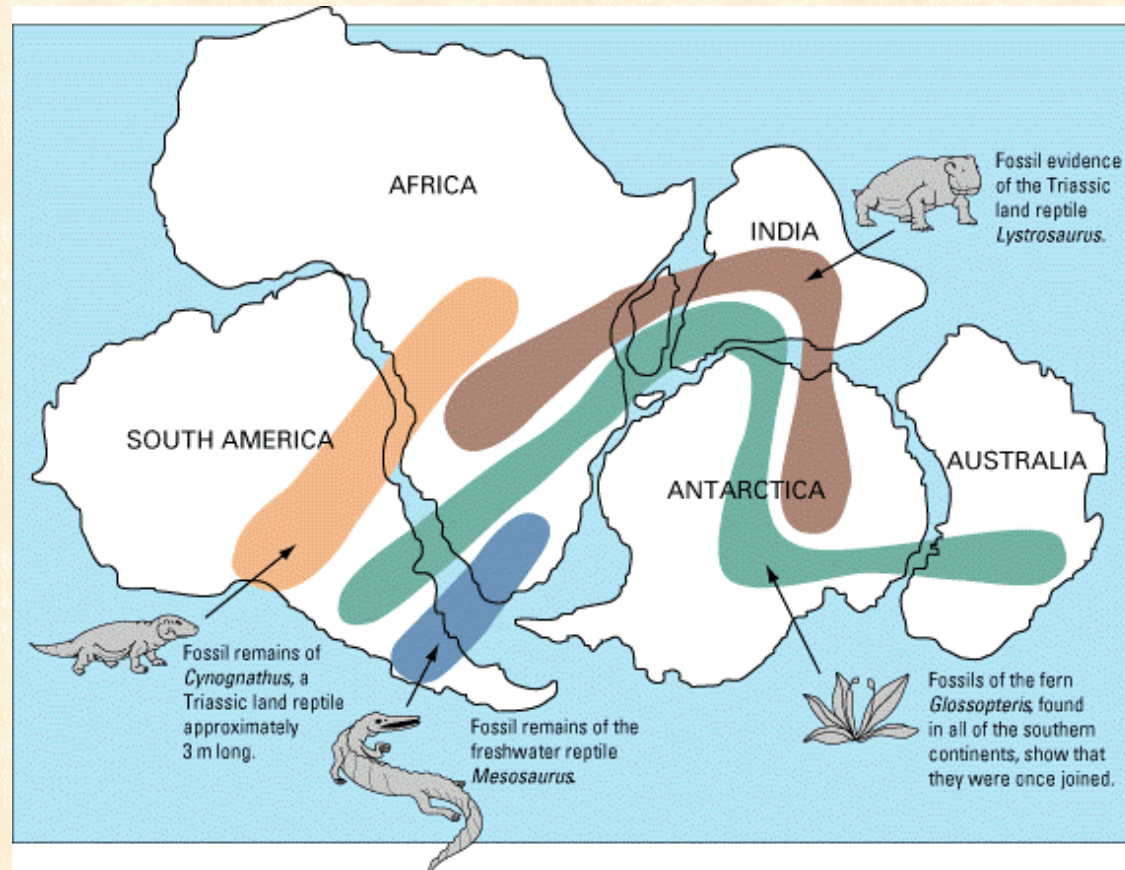 AFRICA
INDIA
Fossil evidence
of the Triassic
land reptile
Lystrosaurus.
SOUTH AMERICA
ANTARCTICA
AUSTRALIA
Fossil remains of
Cynognathus, a
Triassic land reptile
approximately
3 m long.
Fossil remains of the
freshwater reptile
Mesosaurus.
Fossils of the fern
Glossopteris, found
in all of the southern
continents, show that
they were once joined.